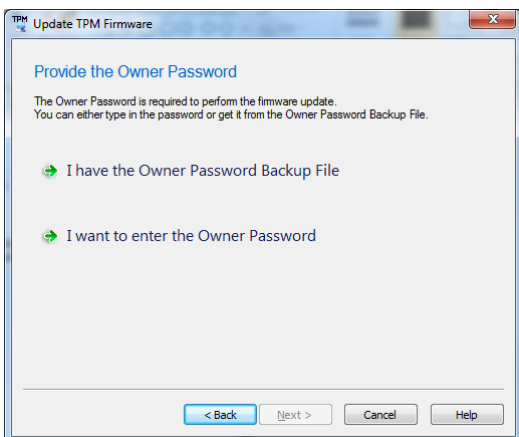 TPM
Update TPM Firmware
Provide the Owner Password
The Owner Password is required to perfom the firmware update.
You can either type in the password or get it from the Owner Password Backup File.
I have the Owner Password Backup File
I want to enter the Owner Password
< Back
Next >
Cancel
Help